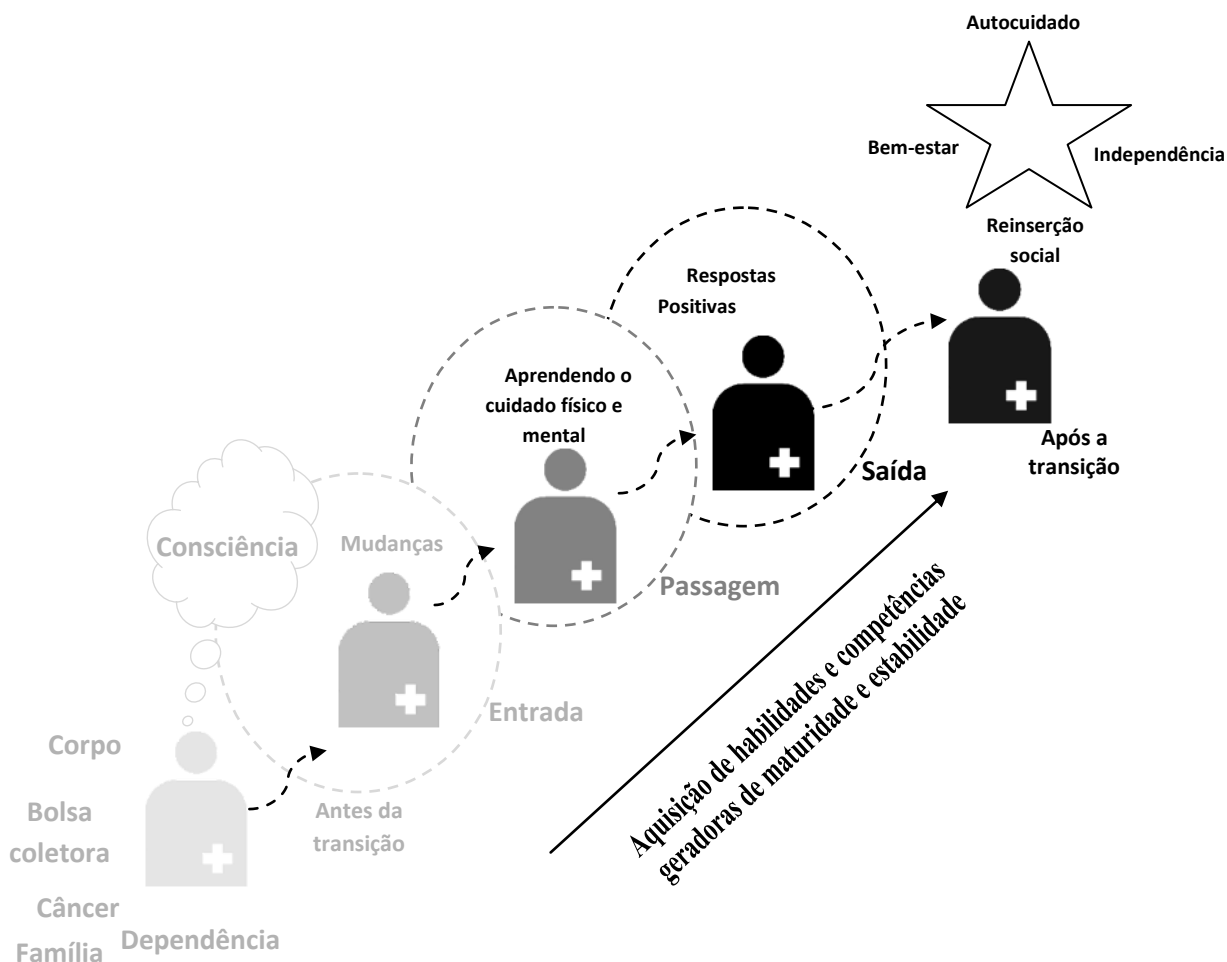 Autocuidado
Bem-estar
Independência
Reinserção
social
Respostas
Positivas
Aprendendo o
cuidado físico e
mental
Após a
transição
Saída
Consciência
Mudanças
Passagem
Entrada
Corpo
Bolsa
coletora
Antes da
transição
Câncer
Família
Dependência
Aquisição de habilidades e competências
geradoras de maturidade e estabilidade